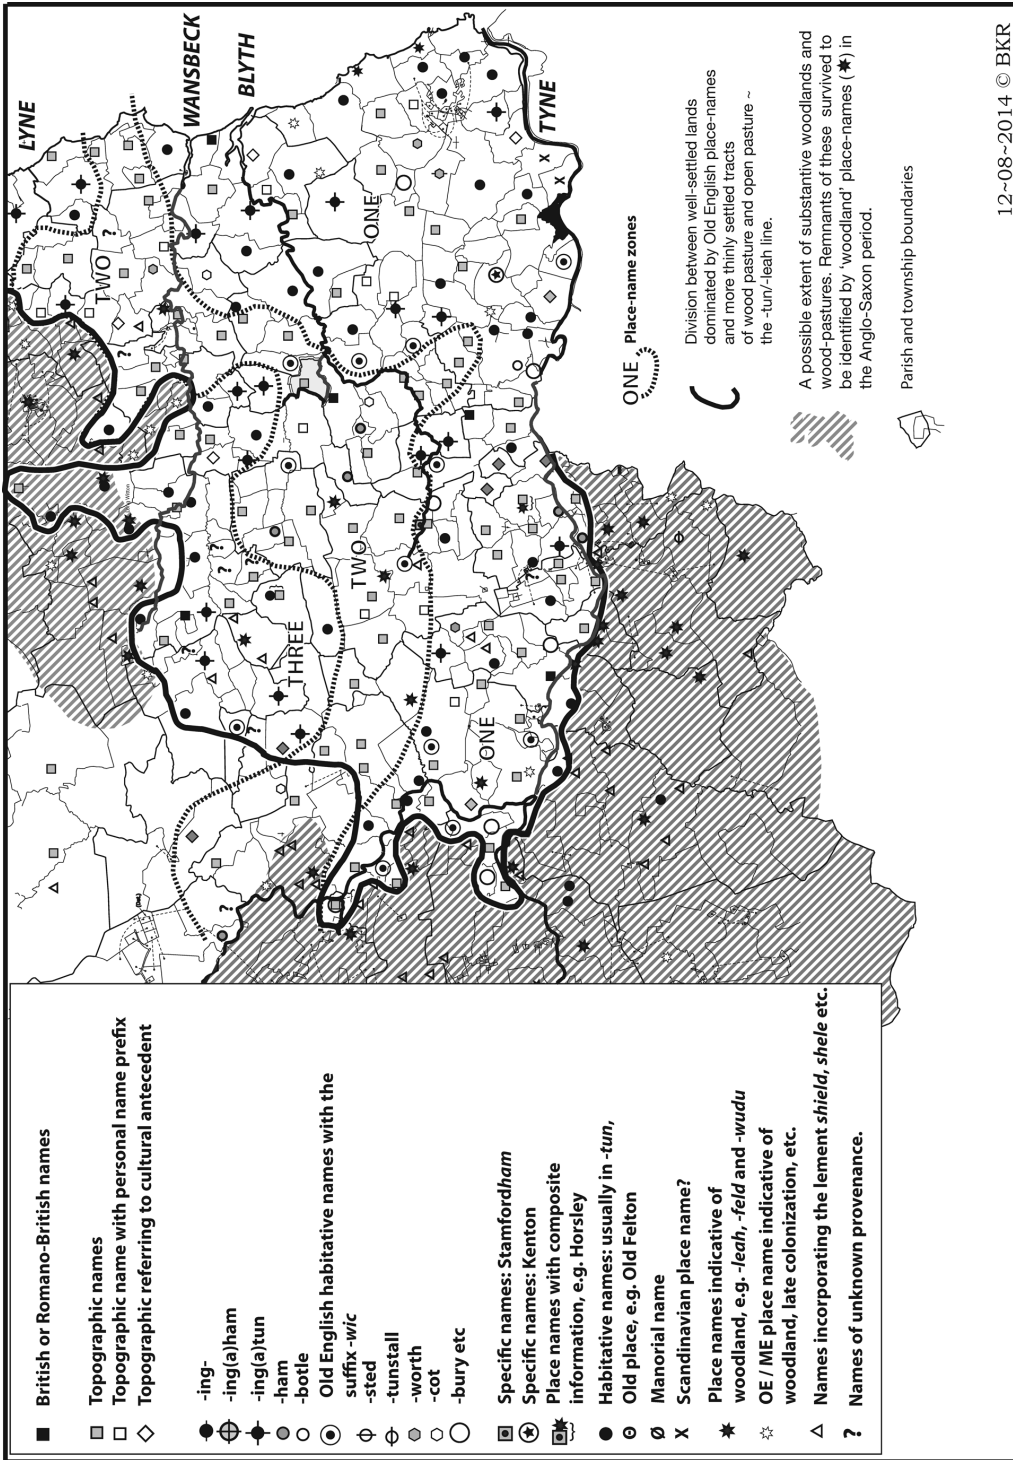 LYNE
WANSBECK
BLYTH
TYNE
TWO
ONE
THREE
TWO
ONE
ONE Place-name zones
Division between well-settled lands
dominated by Old English place-names
and more thinly settled tracts
of wood pasture and open pasture ~
the -tun/-leah line.
A possible extent of substantive woodlands and
wood-pastures. Remnants of these survived to
be identified by ‘woodland’ place-names (✷) in
the Anglo-Saxon period.
Parish and township boundaries
12~08~2014 © BKR
British or Romano-British names
Topographic names
Topographic name with personal name prefix
Topographic referring to cultural antecedent
-ing-
-ing(a)ham
-ing(a)tun
-ham
-botle
Old English habitative names with the
suffix -wic
-sted
-tunstall
-worth
-cot
-bury etc
Specific names: Stamfordham
Specific names: Kenton
Place names with composite
information, e.g. Horsley
Habitative names: usually in -tun,
Old place, e.g. Old Felton
Manorial name
Scandinavian place name?
Place names indicative of
woodland, e.g. -leah, -feld and -wudu
OE / ME place name indicative of
woodland, late colonization, etc.
Names incorporating the lement shield, shele etc.
? Names of unknown provenance.